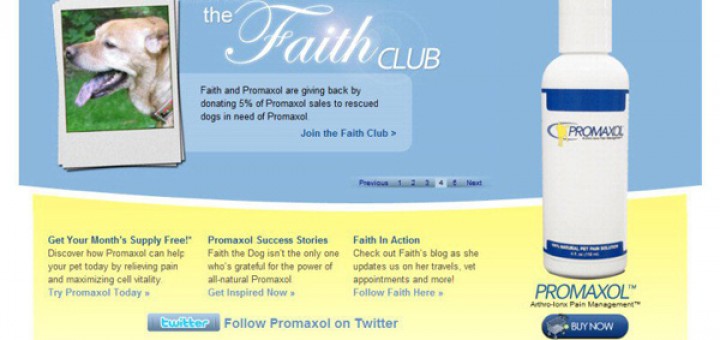 the Faith CLUB
Faith and Promaxol are giving back by
donating 5% of Promaxol sales to rescued
dogs in need of Promaxol
Join the Faith Club >
Previous 1 2 3 4 5 Next
Get Your Month's Supply Free!*
Discover how Promaxol can help
your pet today by relieving pain
and maximizing cell vitality.
Try Promaxol Today »
Promaxol Success Stories
Faith the Dog isn't the only one
who's grateful for the power of
all-natural Promaxol
Get Inspired Now »
Faith In Action
Check out Faith's blog as she
updates us on her travels, vet
appointments and more!
Follow Faith Here »
twitter Follow Promaxol on Twitter
PROMAXOL
100% NATURAL PET PAIN SOLUTION
PROMAXOL™
Arthro-Ionx Pain Management™
BUY NOW